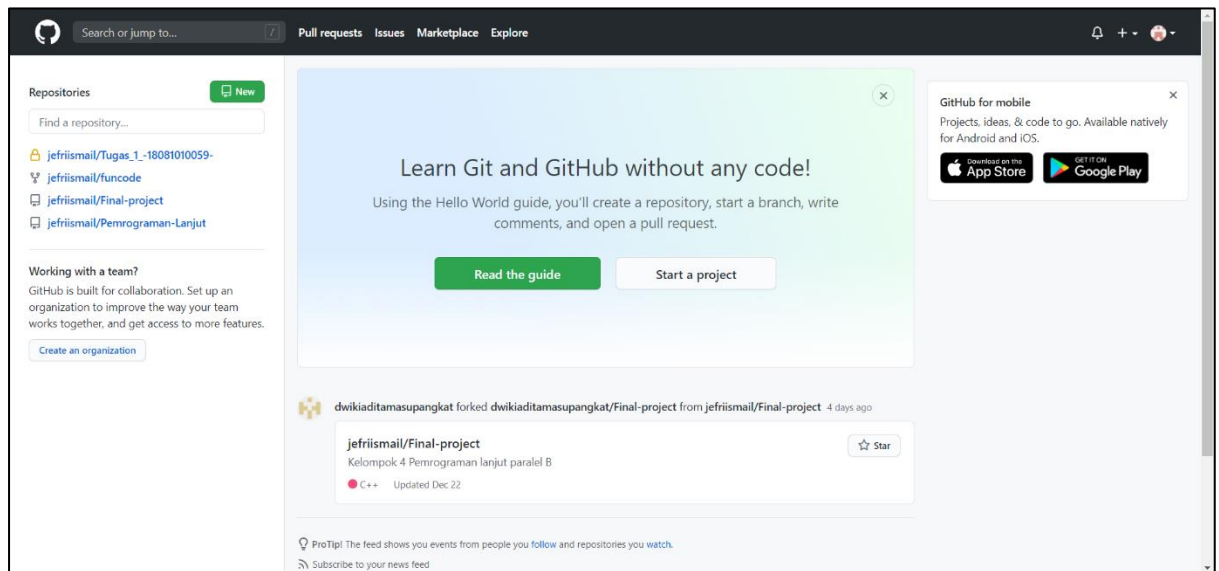 Search or jump to...
/
Pull requests Issues Marketplace Explore
Repositories
New
Find a repository...
jefriismail/Tugas_1_-18081010059-
jefriismail/funcode
jefriismail/Final-project
jefriismail/Pemrograman-Lanjut
Working with a team?
GitHub is built for collaboration. Set up an
organization to improve the way your team
works together, and get access to more features.
Create an organization
Learn Git and GitHub without any code!
Using the Hello World guide, you'll create a repository, start a branch, write
comments, and open a pull request.
Read the guide
Start a project
dwikiaditamasupangkat forked dwikiaditamasupangkat/Final-project from jefriismail/Final-project 4 days ago
jefriismail/Final-project
Star
Kelompok 4 Pemrograman lanjut paralel B
C++ Updated Dec 22
ProTip! The feed shows you events from people you follow and repositories you watch.
Subscribe to your news feed
GitHub for mobile
Projects, ideas, & code to go. Available natively
for Android and iOS.
Download on the
App Store
GET IT ON
Google Play